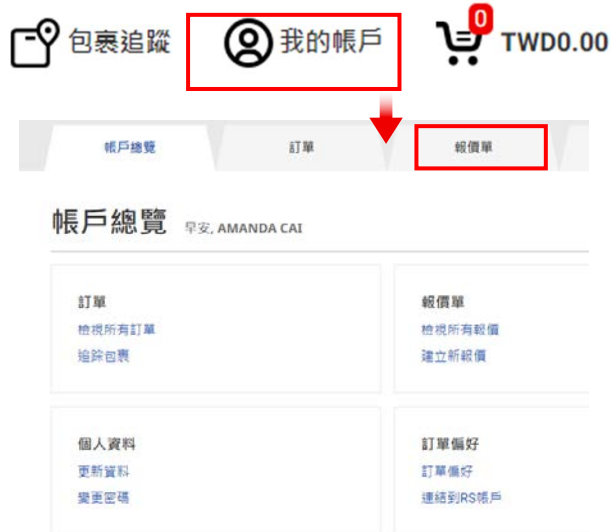 包裹追蹤
我的帳戶
0
TWD0.00
帳戶總覽
訂單
報價單
帳戶總覽 早安, AMANDA CAI
訂單
檢視所有訂單
追踪包裹
報價單
檢視所有報價
建立新報價
個人資料
更新資料
變更密碼
訂單偏好
訂單偏好
連結到RS帳戶